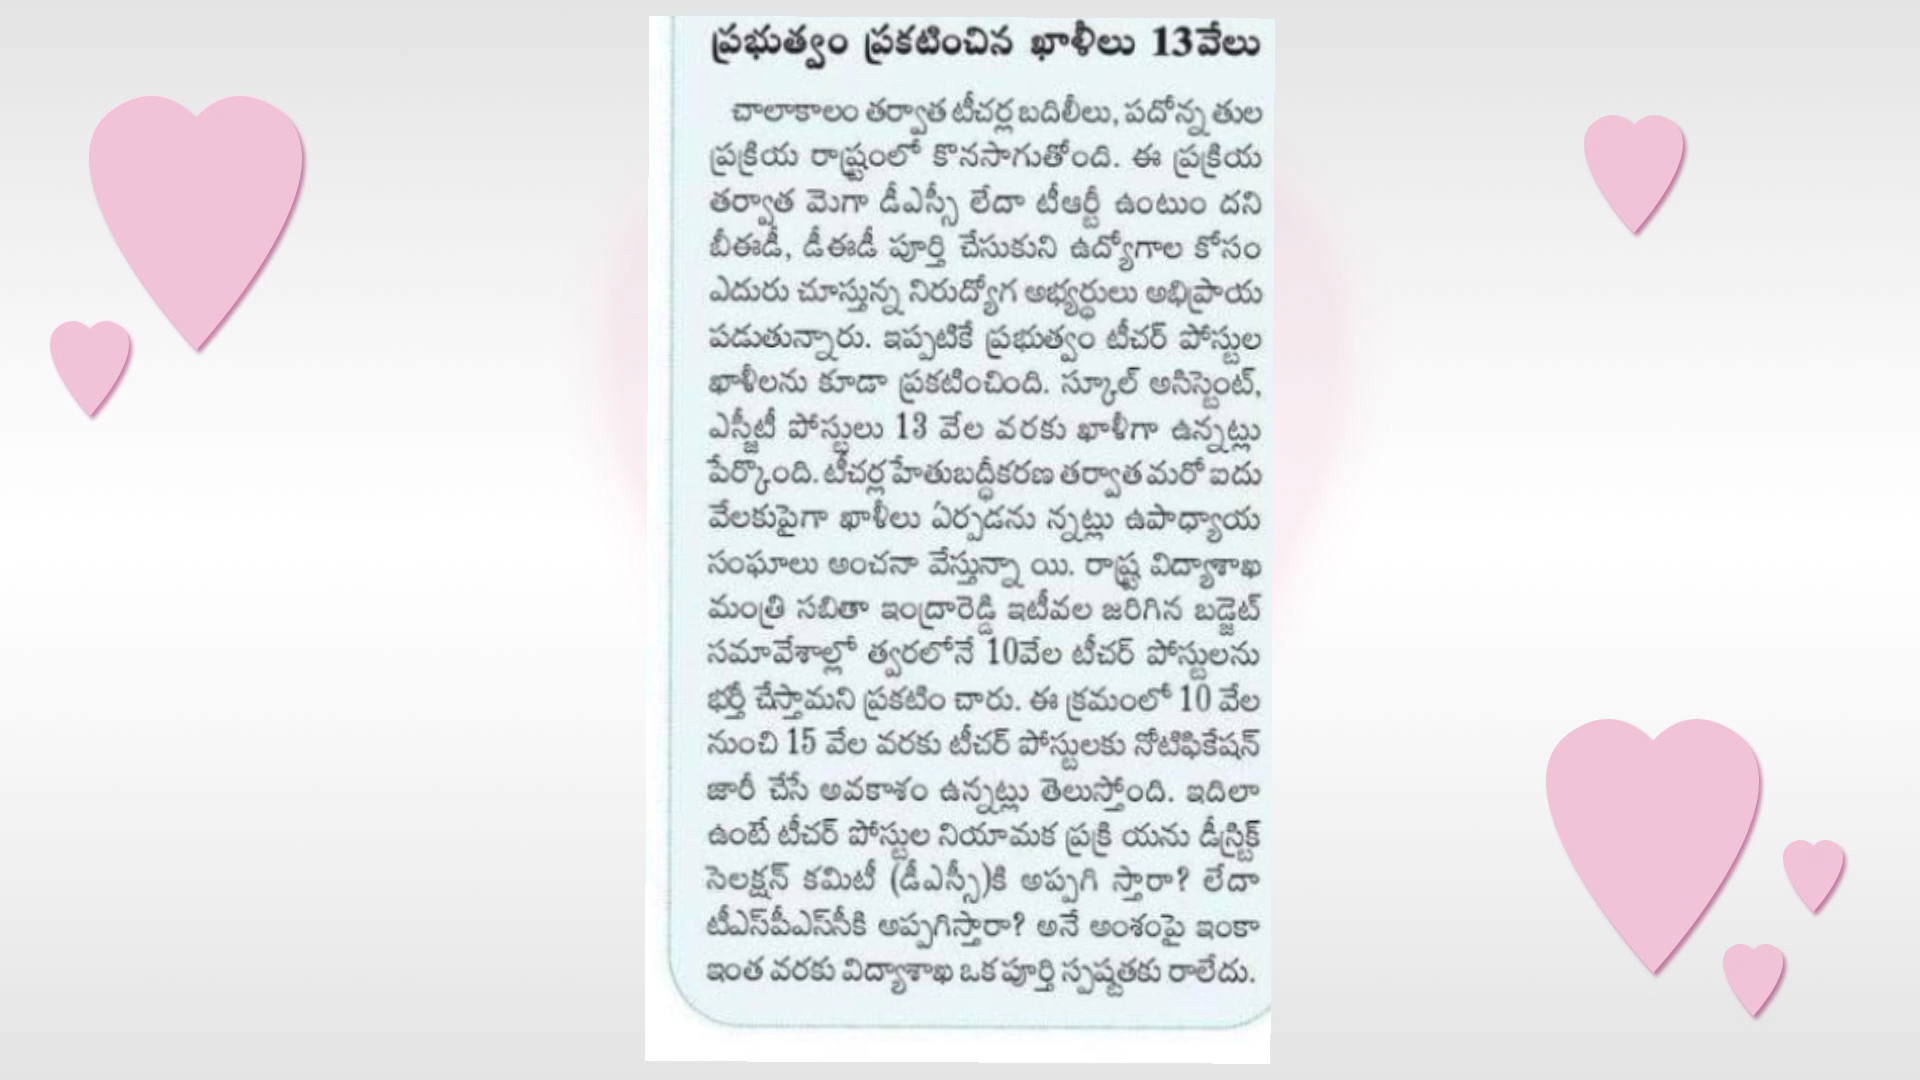 ప్రభుత్వం ప్రకటించిన ఖాళీలు 13వేలు
చాలాకాలం తర్వాత టీచర్ల బదిలీలు, పదోన్న తుల
ప్రక్రియ రాష్ట్రంలో కొనసాగుతోంది. ఈ ప్రక్రియ
తర్వాత మెగా డీఎస్సీ లేదా టీఆర్టీ ఉంటుం దని
బీఈడీ, డీఈడీ పూర్తి చేసుకుని ఉద్యోగాల కోసం
ఎదురు చూస్తున్న నిరుద్యోగ అభ్యర్థులు అభిప్రాయ
పడుతున్నారు. ఇప్పటికే ప్రభుత్వం టీచర్ పోస్టుల
ఖాళీలను కూడా ప్రకటించింది. స్కూల్ అసిస్టెంట్,
ఎస్జీటీ పోస్టులు 13 వేల వరకు ఖాళీగా ఉన్నట్లు
పేర్కొంది. టీచర్ల హేతుబద్ధీకరణ తర్వాత మరో ఐదు
వేలకుపైగా ఖాళీలు ఏర్పడను న్నట్లు ఉపాధ్యాయ
సంఘాలు అంచనా వేస్తున్నా యి. రాష్ట్ర విద్యాశాఖ
మంత్రి సబితా ఇంద్రారెడ్డి ఇటీవల జరిగిన బడ్జెట్
సమావేశాల్లో త్వరలోనే 10వేల టీచర్ పోస్టులను
భర్తీ చేస్తామని ప్రకటిం చారు. ఈ క్రమంలో 10 వేల
నుంచి 15 వేల వరకు టీచర్ పోస్టులకు నోటిఫికేషన్
జారీ చేసే అవకాశం ఉన్నట్లు తెలుస్తోంది. ఇదిలా
ఉంటే టీచర్ పోస్టుల నియామక ప్రక్రి యను డీస్ట్రిక్ట్
సెలక్షన్ కమిటీ (డీఎస్సీ)కి అప్పగి స్తారా? లేదా
టీఎస్‌పీఎస్‌సీకి అప్పగిస్తారా? అనే అంశంపై ఇంకా
ఇంత వరకు విద్యాశాఖ ఒక పూర్తి స్పష్టతకు రాలేదు.